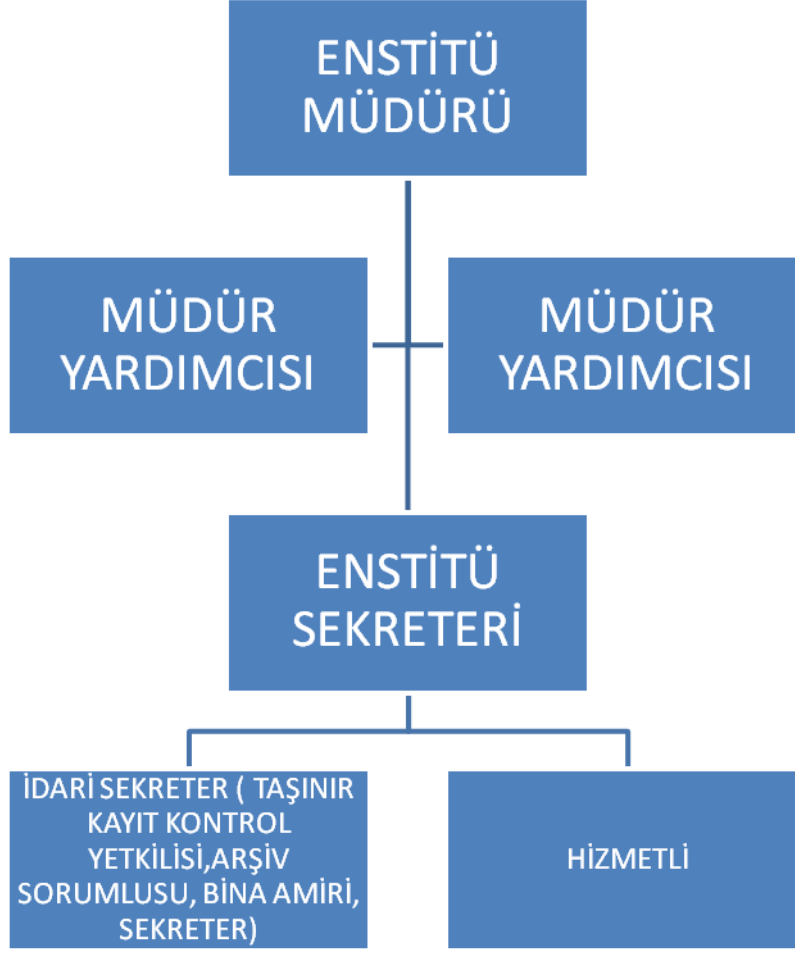 ENSTİTÜ
MÜDÜRÜ
MÜDÜR
YARDIMCISI
MÜDÜR
YARDIMCISI
ENSTİTÜ
SEKRETERİ
İDARİ SEKRETER ( TAŞINIR
KAYIT KONTROL
YETKİLİSİ,ARŞİV
SORUMLUSU, BİNA AMİRİ,
SEKRETER)
HİZMETLİ